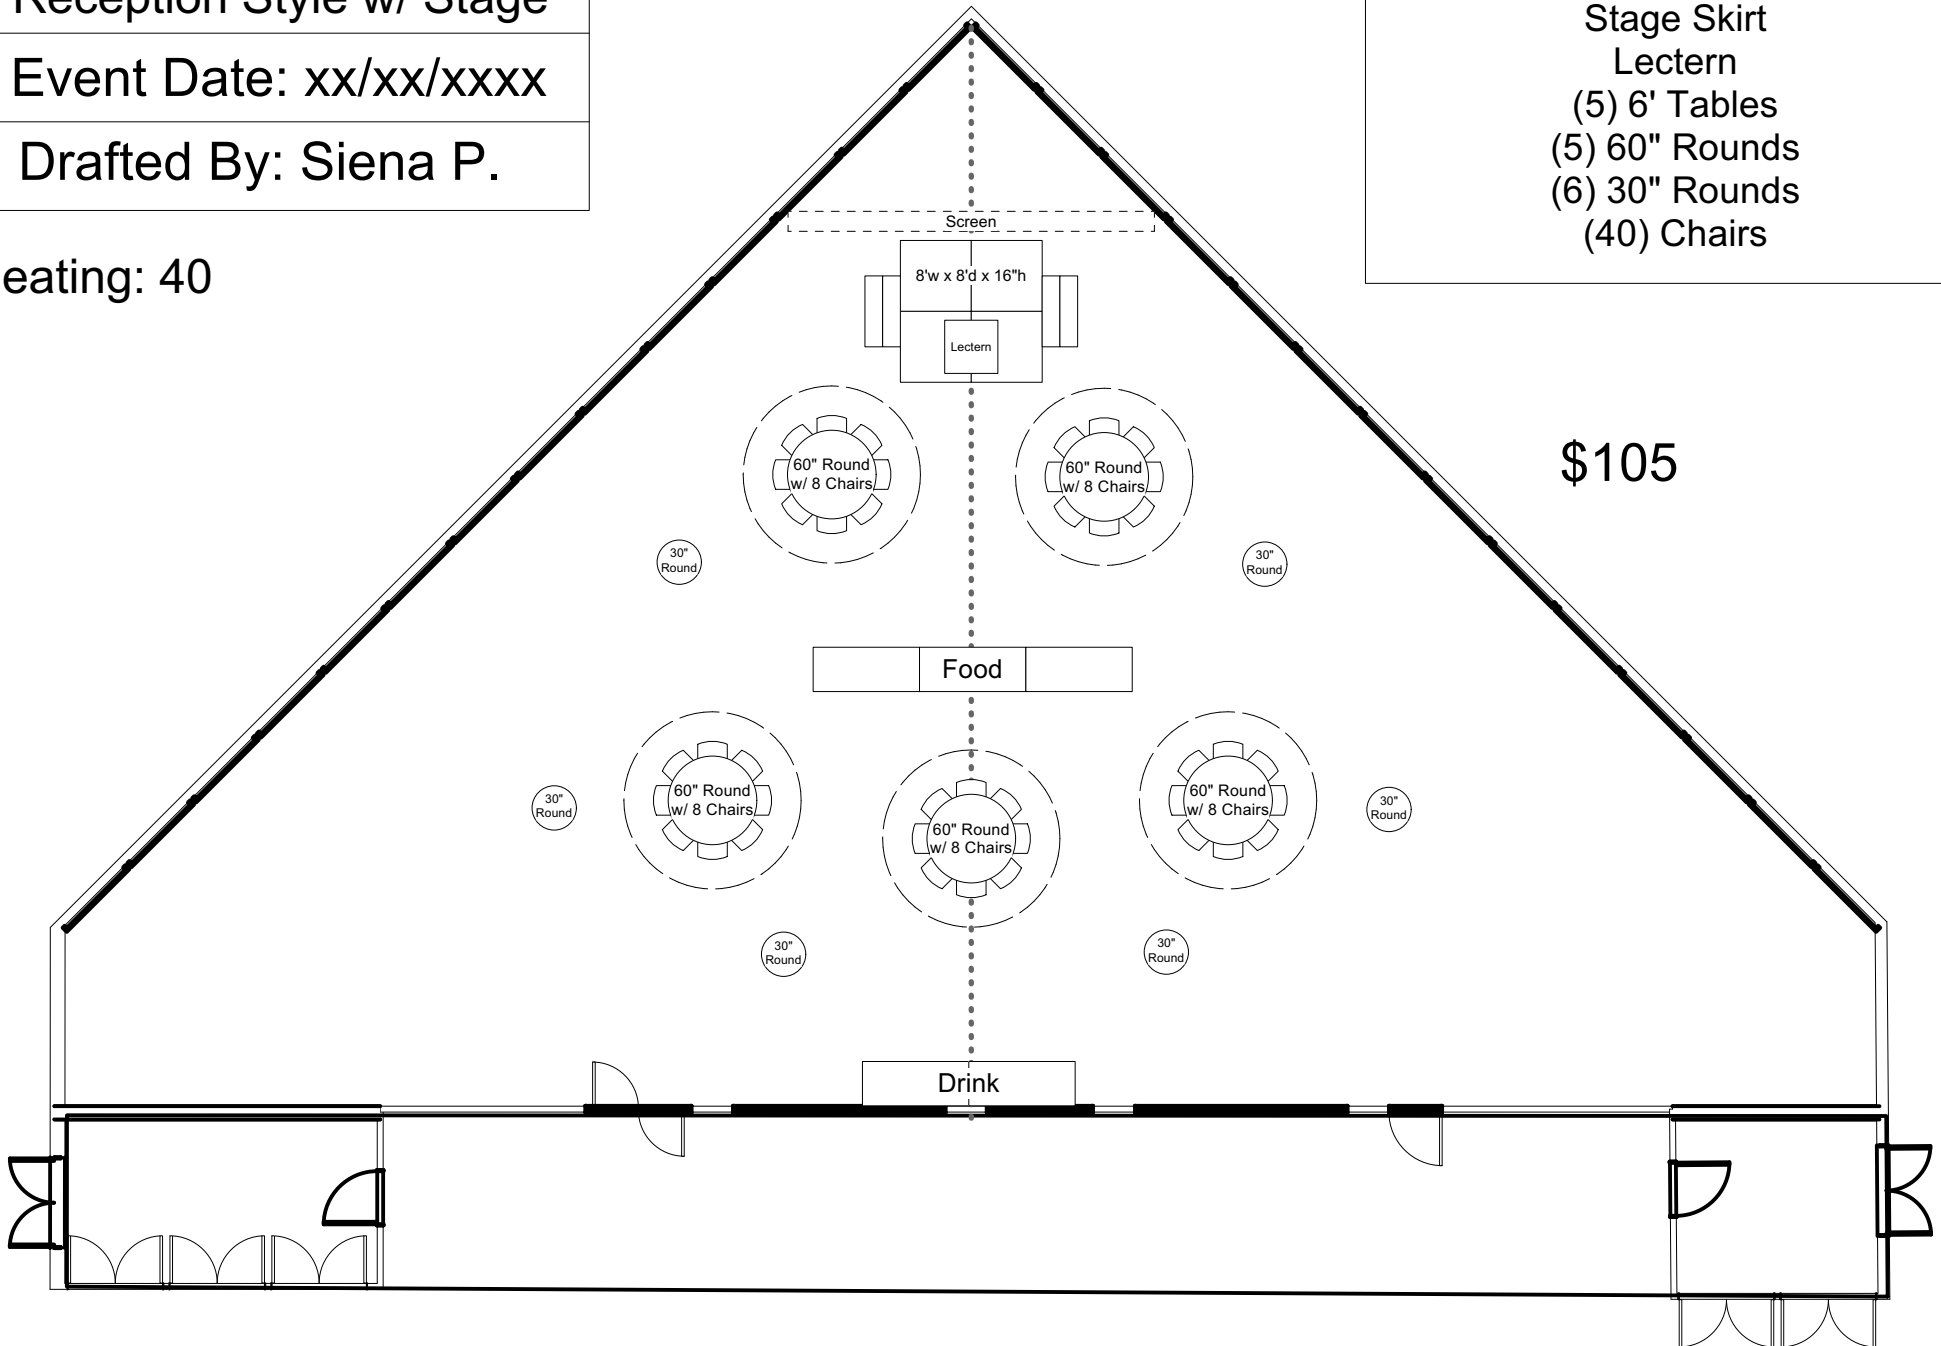 Reception Style w/ Stage
Event Date: xx/xx/xxxx
Drafted By: Siena P.
eating: 40
Stage Skirt
Lectern
(5) 6' Tables
(5) 60" Rounds
(6) 30" Rounds
(40) Chairs
$105
Screen
8'w x 8'd x 16"h
Lectern
60" Round
w/ 8 Chairs
60" Round
w/ 8 Chairs
30"
Round
30"
Round
Food
60" Round
w/ 8 Chairs
60" Round
w/ 8 Chairs
60" Round
w/ 8 Chairs
30"
Round
30"
Round
30"
Round
30"
Round
Drink